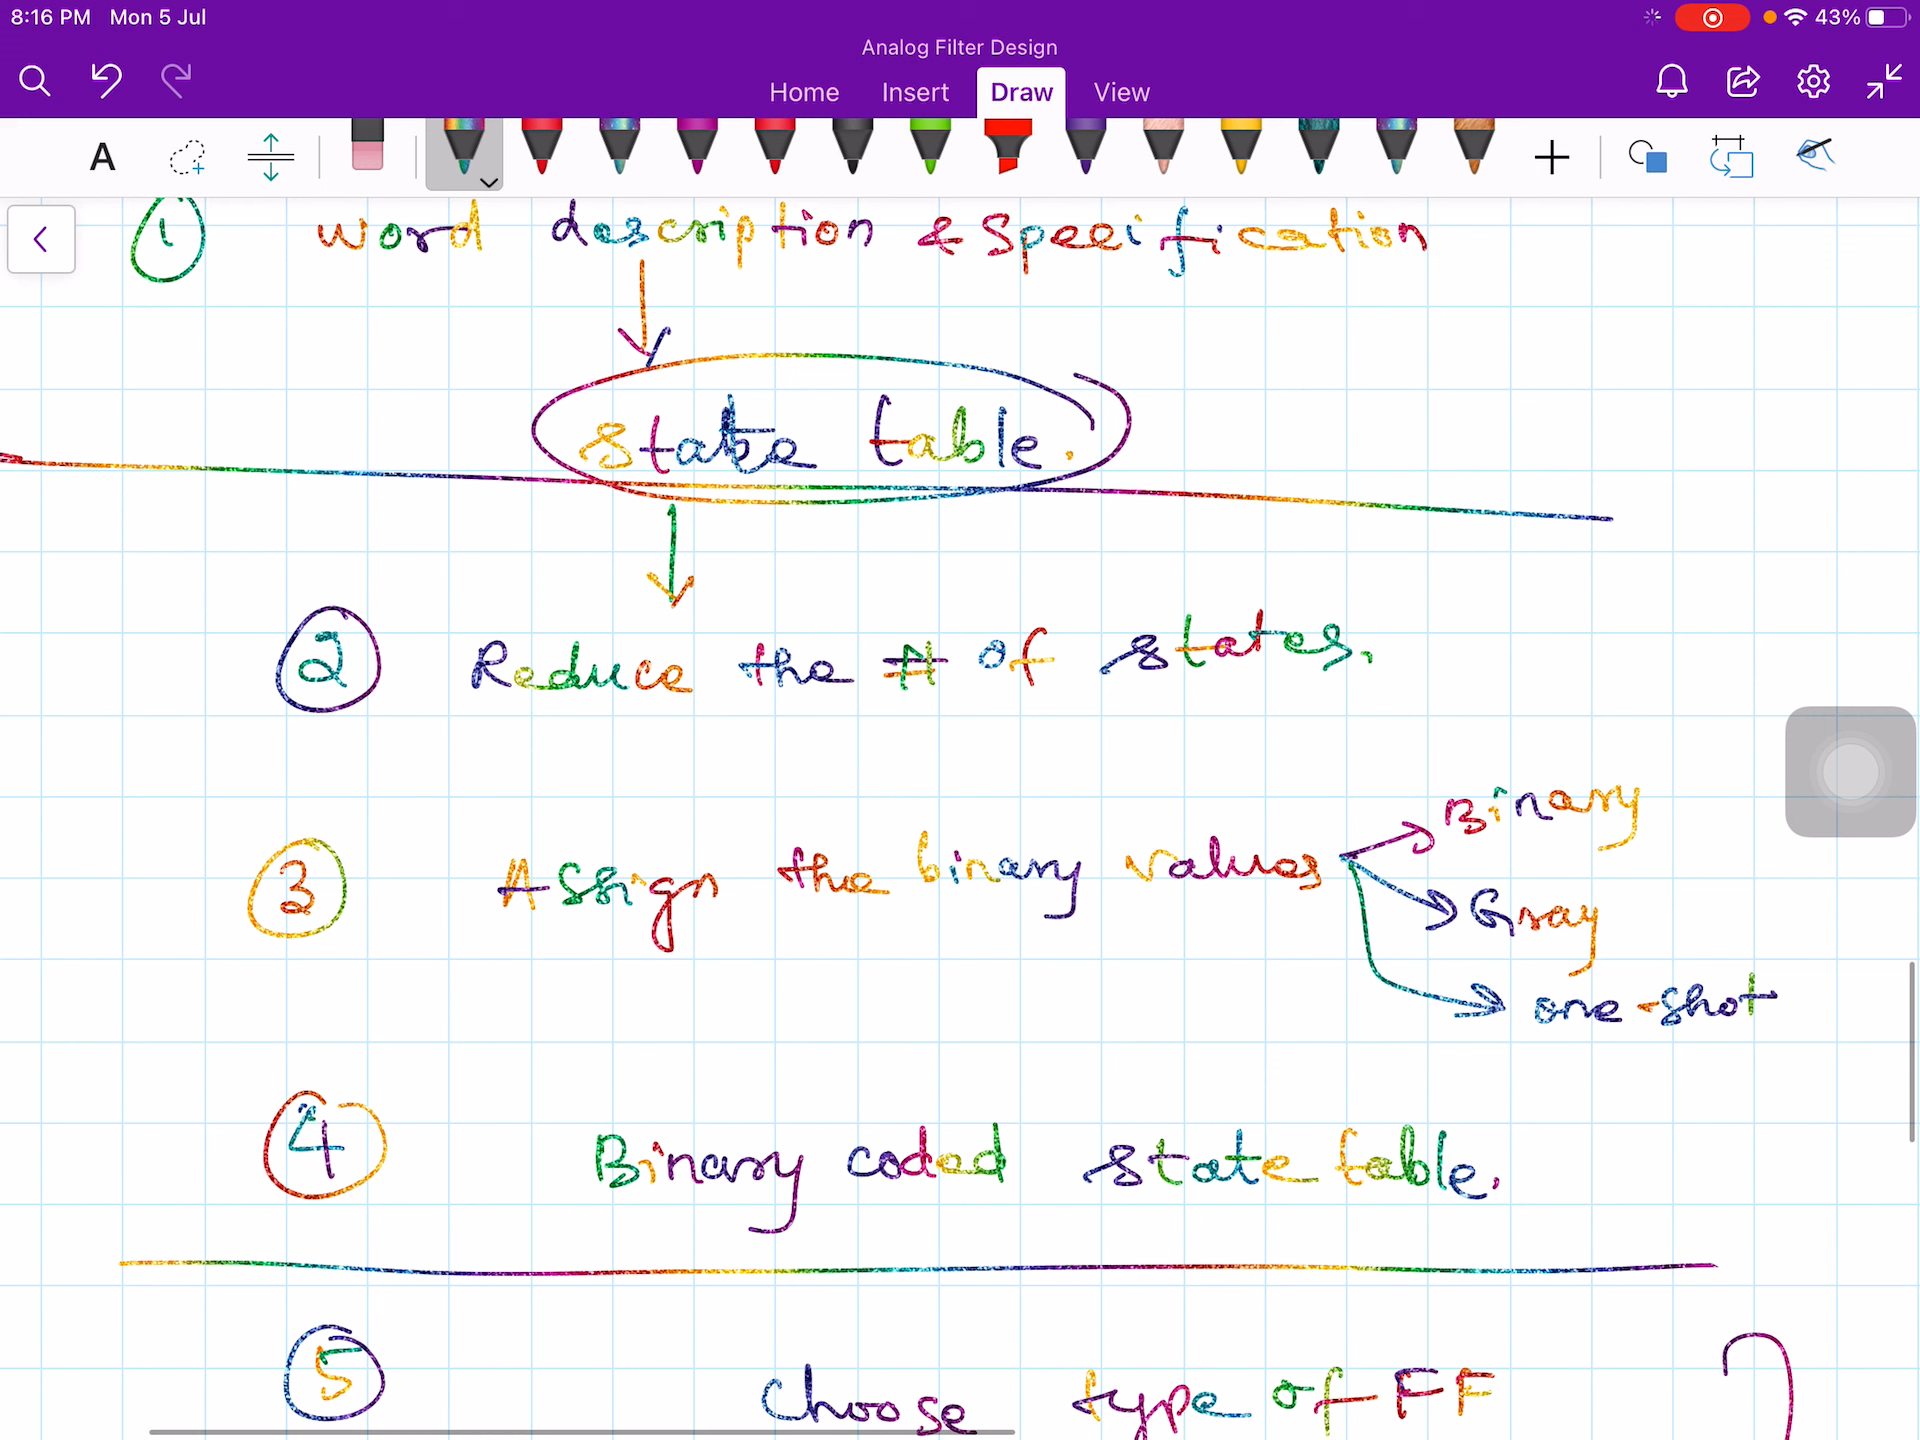 8:16 PM Mon 5 Jul
43%
Analog Filter Design
Home Insert Draw View
A
1 word description & specification
state table.
2 Reduce the # of states.
3 Assign the binary values
Binary
Gray
one-shot
4 Binary coded state table.
5 Choose type of FF